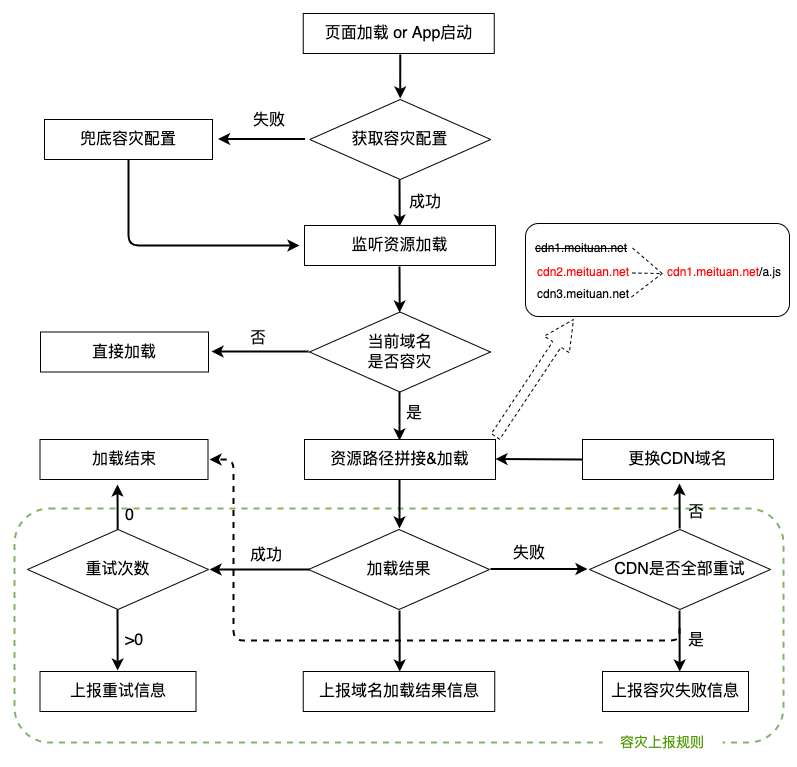 页面加载 or App启动
失败
兜底容灾配置
获取容灾配置
成功
监听资源加载
cdn1.meituan.net
cdn2.meituan.net
cdn1.meituan.net/a.js
cdn3.meituan.net
否
直接加载
当前域名
是否容灾
是
加载结束
资源路径拼接&加载
更换CDN域名
0
否
成功
失败
重试次数
加载结果
CDN是否全部重试
>0
是
上报重试信息
上报域名加载结果信息
上报容灾失败信息
容灾上报规则